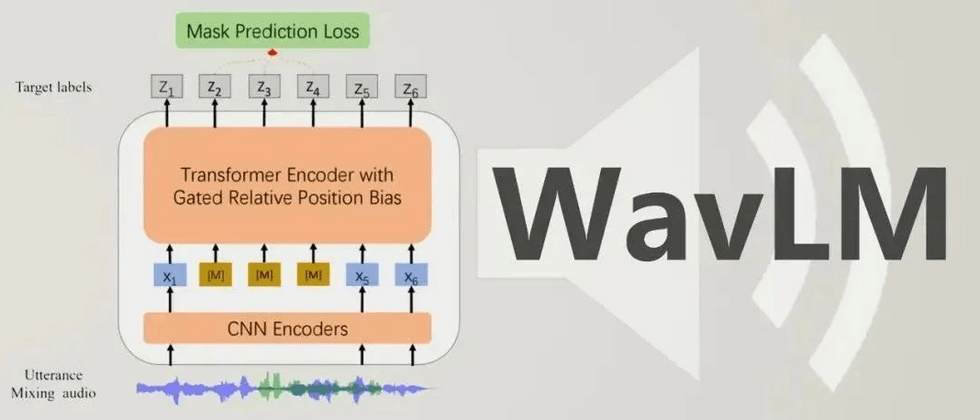 Mask Prediction Loss
Target labels
Z1 Z2 Z3 Z4 Z5 Z6
Transformer Encoder with
Gated Relative Position Bias
X1 [M] [M] [M] X5 X6
CNN Encoders
Utterance
Mixing audio
WavLM